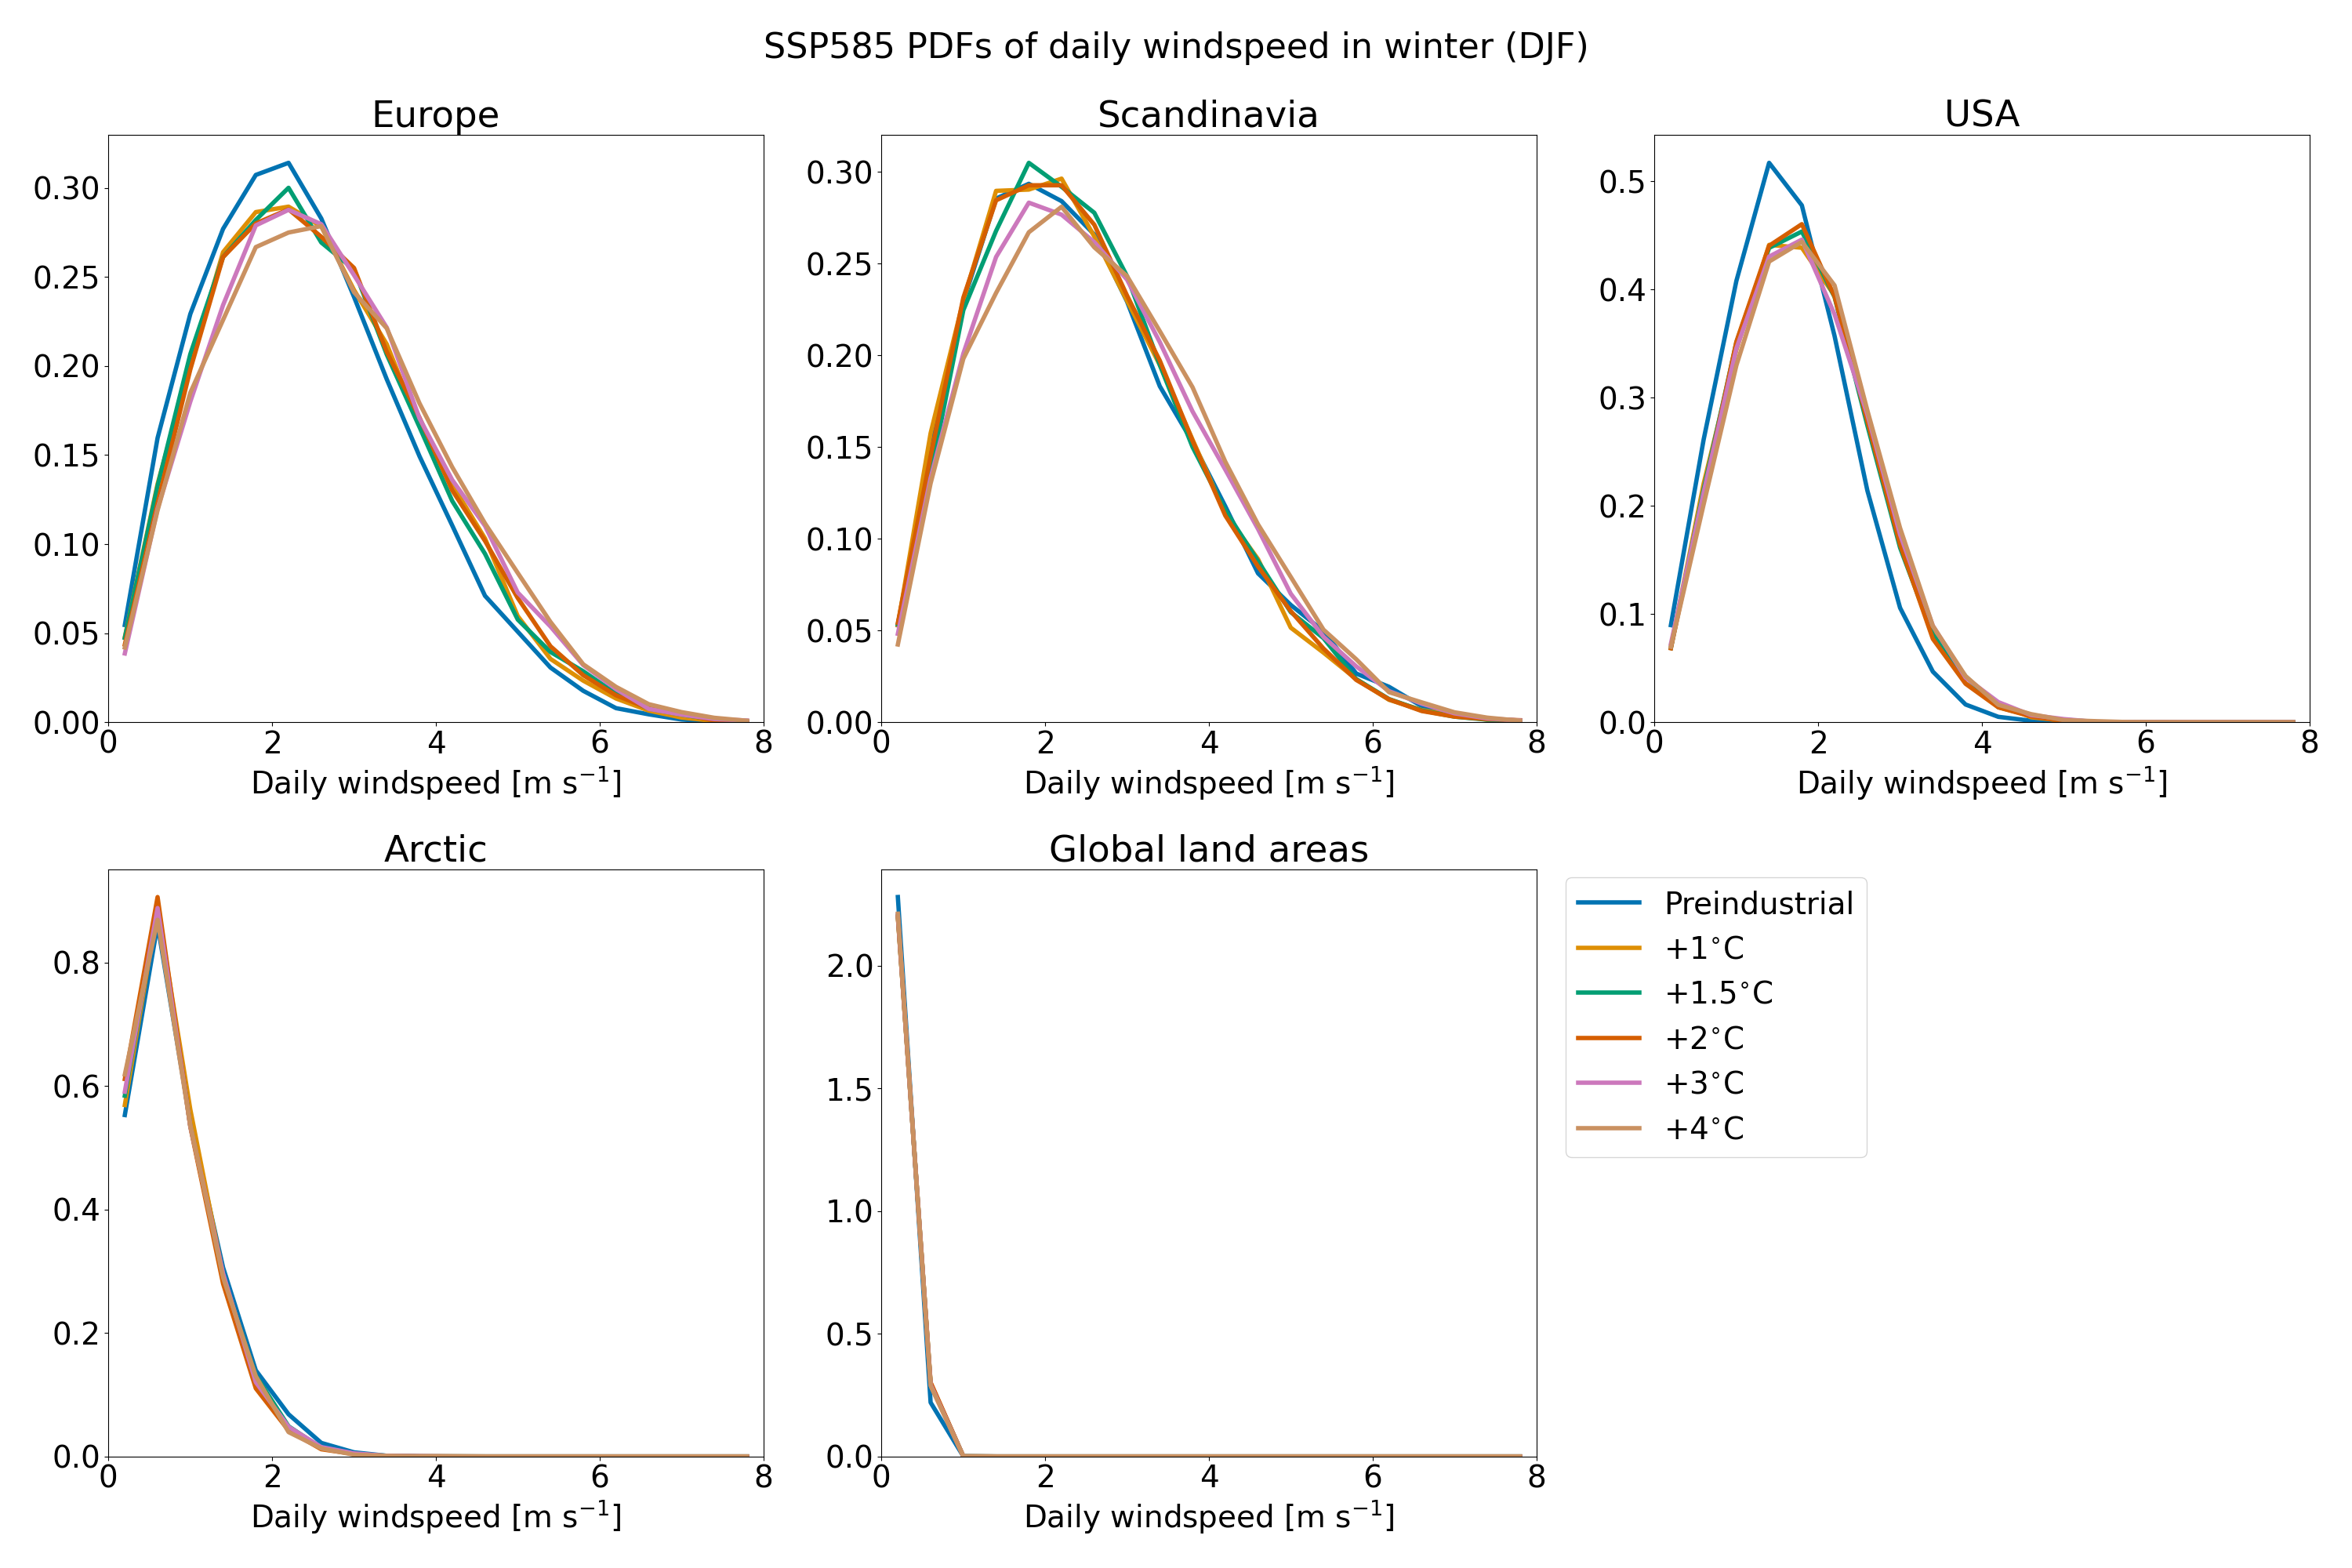 SSP585 PDFs of daily windspeed in winter (DJF)
Europe
0.30
0.25
0.20
0.15
0.10
0.05
0.00
0 2 4 6 8
Daily windspeed [m s⁻¹]
Scandinavia
0.30
0.25
0.20
0.15
0.10
0.05
0.00
0 2 4 6 8
Daily windspeed [m s⁻¹]
USA
0.5
0.4
0.3
0.2
0.1
0.0
0 2 4 6 8
Daily windspeed [m s⁻¹]
Arctic
0.8
0.6
0.4
0.2
0.0
0 2 4 6 8
Daily windspeed [m s⁻¹]
Global land areas
2.0
1.5
1.0
0.5
0.0
0 2 4 6 8
Daily windspeed [m s⁻¹]
Preindustrial
+1°C
+1.5°C
+2°C
+3°C
+4°C